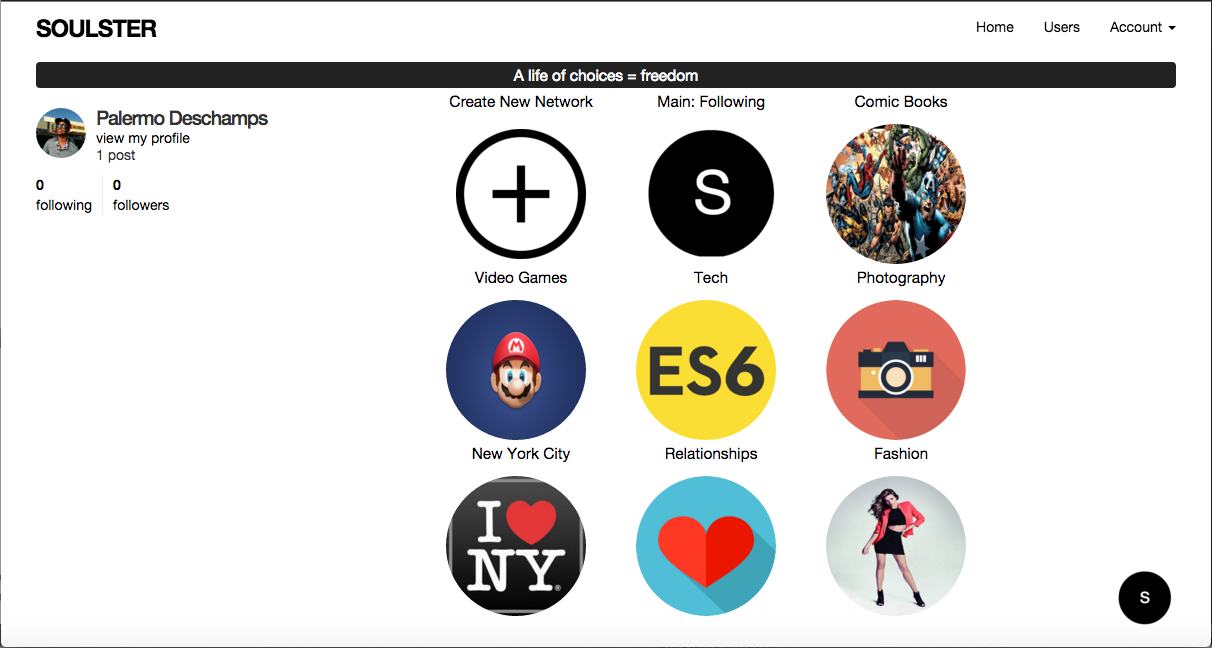 SOULSTER
Home Users Account
A life of choices = freedom
Palermo Deschamps
view my profile
1 post
0 0
following followers
Create New Network Main: Following Comic Books
S
Video Games Tech Photography
M
ES6
New York City Relationships Fashion
I
NY
S